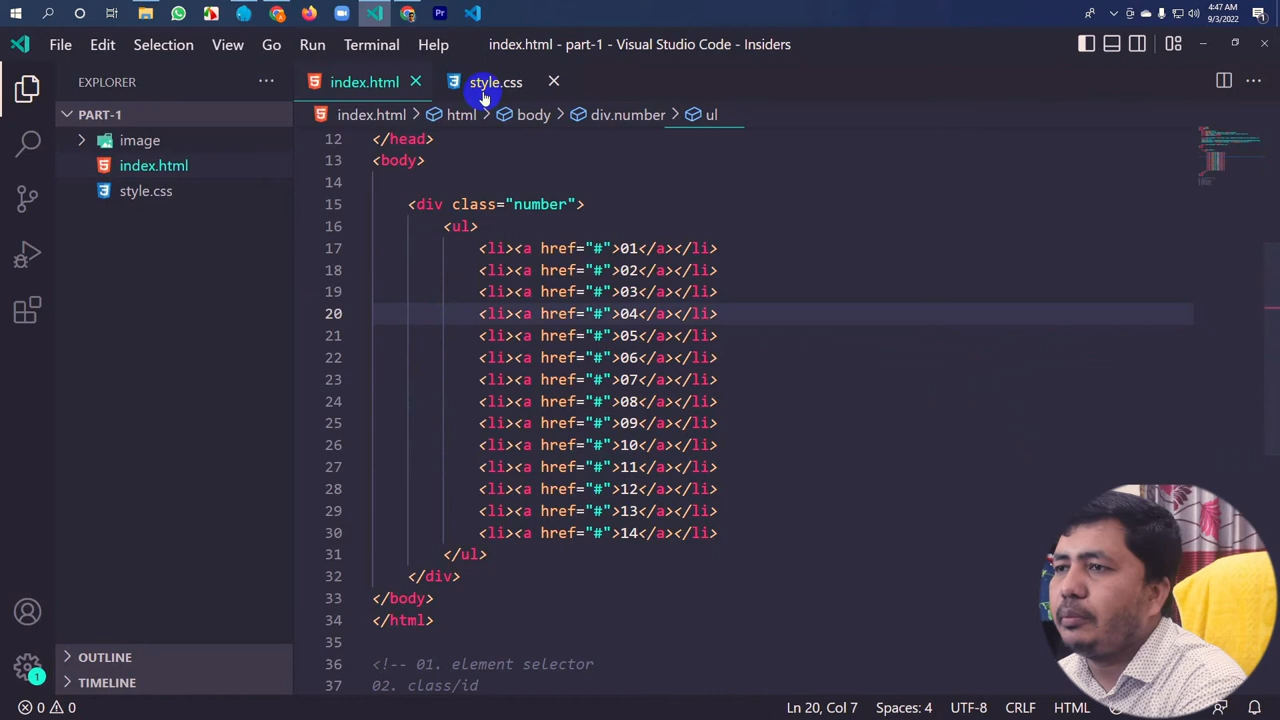 4:47 AM
9/3/2022
File Edit Selection View Go Run Terminal Help
index.html - part-1 - Visual Studio Code - Insiders
EXPLORER
index.html
style.css
PART-1
index.html > html > body > div.number > ul
image
index.html
style.css
12 </head>
13 <body>
14
15 <div class="number">
16 <ul>
17 <li><a href="#">01</a></li>
18 <li><a href="#">02</a></li>
19 <li><a href="#">03</a></li>
20 <li><a href="#">04</a></li>
21 <li><a href="#">05</a></li>
22 <li><a href="#">06</a></li>
23 <li><a href="#">07</a></li>
24 <li><a href="#">08</a></li>
25 <li><a href="#">09</a></li>
26 <li><a href="#">10</a></li>
27 <li><a href="#">11</a></li>
28 <li><a href="#">12</a></li>
29 <li><a href="#">13</a></li>
30 <li><a href="#">14</a></li>
31 </ul>
32 </div>
33 </body>
34 </html>
35
36 <!-- 01. element selector
37 02. class/id
OUTLINE
TIMELINE
1
0 0
Ln 20, Col 7 Spaces: 4 UTF-8 CRLF HTML